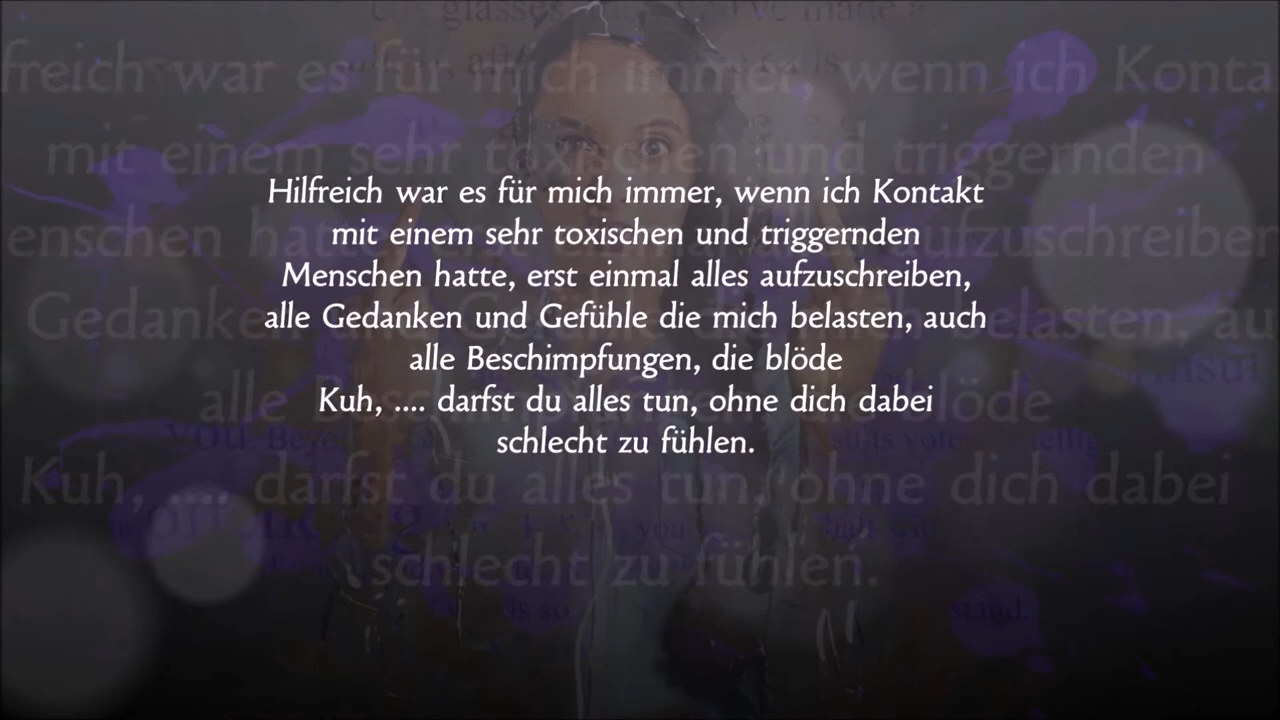 Hilfreich war es für mich immer, wenn ich Kontakt
mit einem sehr toxischen und triggernden
Menschen hatte, erst einmal alles aufzuschreiben,
alle Gedanken und Gefühle die mich belasten, auch
alle Beschimpfungen, die blöde
Kuh, .... darfst du alles tun, ohne dich dabei
schlecht zu fühlen.